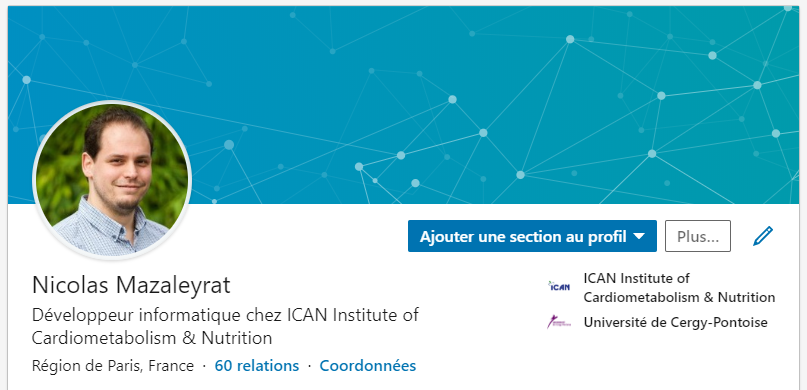 Ajouter une section au profil
Plus...
Nicolas Mazaleyrat
Développeur informatique chez ICAN Institute of
Cardiometabolism & Nutrition
Région de Paris, France · 60 relations · Coordonnées
ICAN
ICAN Institute of
Cardiometabolism & Nutrition
Université de Cergy-Pontoise